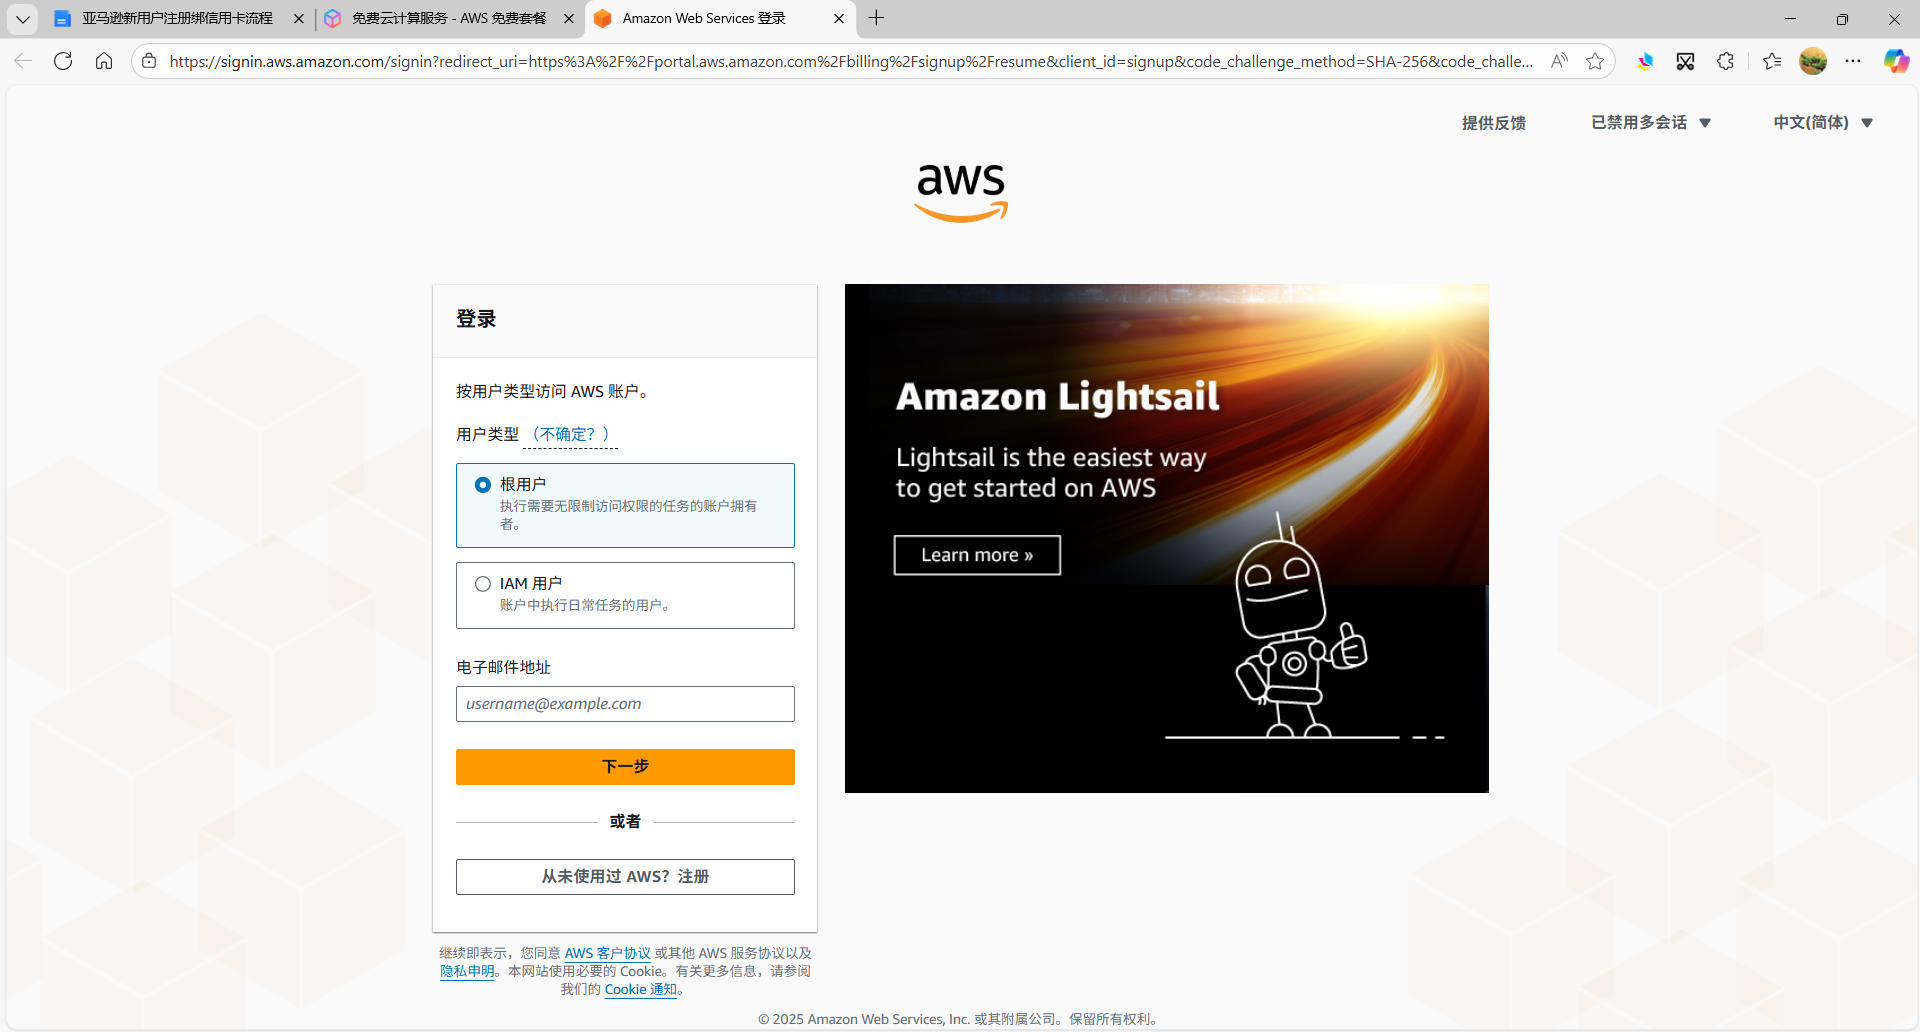 亚马逊新用户注册绑信用卡流程
免费云计算服务 - AWS 免费套餐
Amazon Web Services 登录
https://signin.aws.amazon.com/signin?redirect_uri=https%3A%2F%2Fportal.aws.amazon.com%2Fbilling%2Fsignup%2Fresume&client_id=signup&code_challenge_method=SHA-256&code_challe...
提供反馈
已禁用多会话
中文(简体)
aws
登录
按用户类型访问 AWS 账户。
用户类型 （不确定？）
根用户
执行需要无限制访问权限的任务的账户拥有
者。
IAM 用户
账户中执行日常任务的用户。
电子邮件地址
username@example.com
下一步
或者
从未使用过 AWS？注册
Amazon Lightsail
Lightsail is the easiest way
to get started on AWS
Learn more »
继续即表示，您同意 AWS 客户协议 或其他 AWS 服务协议以及
隐私申明。本网站使用必要的 Cookie。有关更多信息，请参阅
我们的 Cookie 通知。
© 2025 Amazon Web Services, Inc. 或其附属公司。保留所有权利。